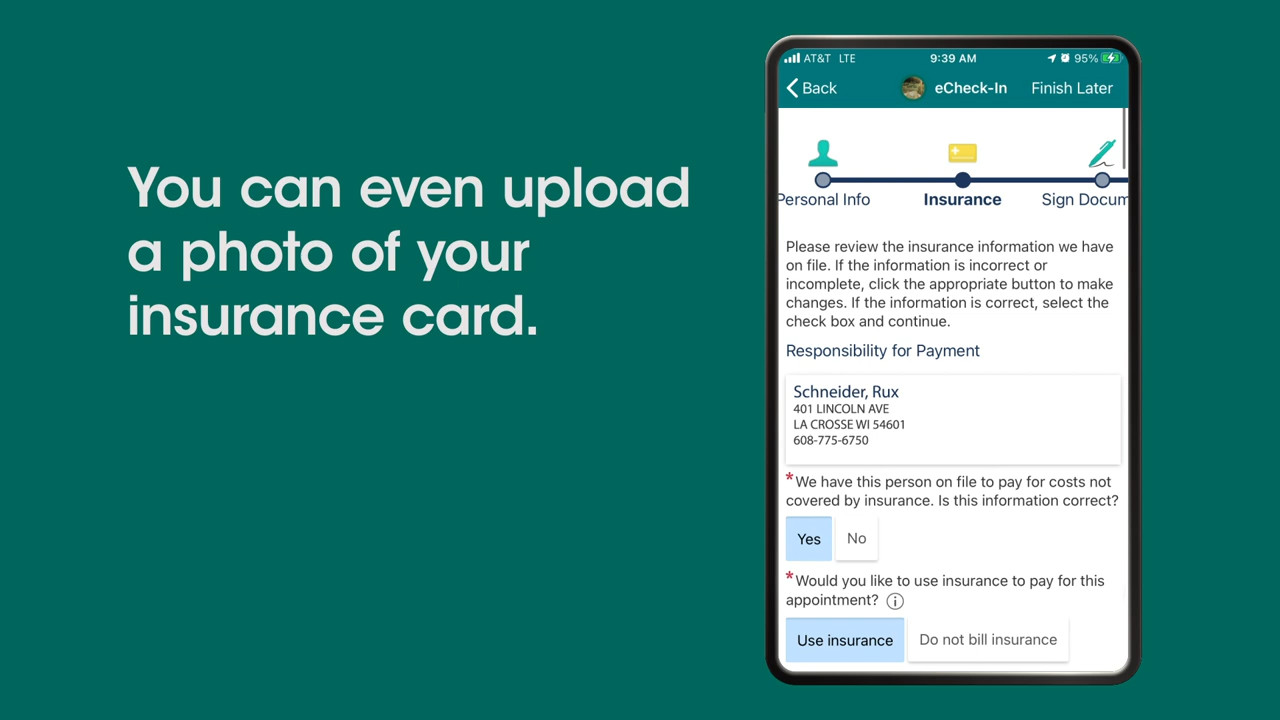 You can even upload
a photo of your
insurance card.
AT&T LTE 9:39 AM 95%
Back eCheck-In Finish Later
Personal Info Insurance Sign Docum
Please review the insurance information we have
on file. If the information is incorrect or
incomplete, click the appropriate button to make
changes. If the information is correct, select the
check box and continue.
Responsibility for Payment
Schneider, Rux
401 LINCOLN AVE
LA CROSSE WI 54601
608-775-6750
*We have this person on file to pay for costs not
covered by insurance. Is this information correct?
Yes No
*Would you like to use insurance to pay for this
appointment? i
Use insurance Do not bill insurance